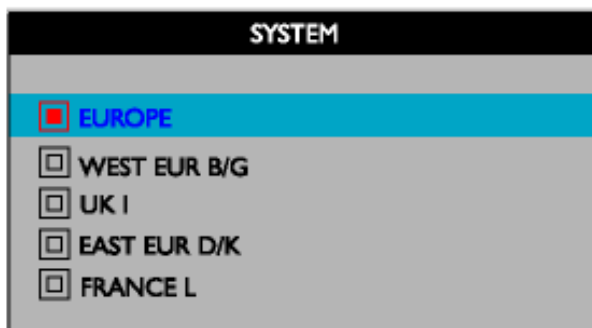 SYSTEM
EUROPE
WEST EUR B/G
UK I
EAST EUR D/K
FRANCE L